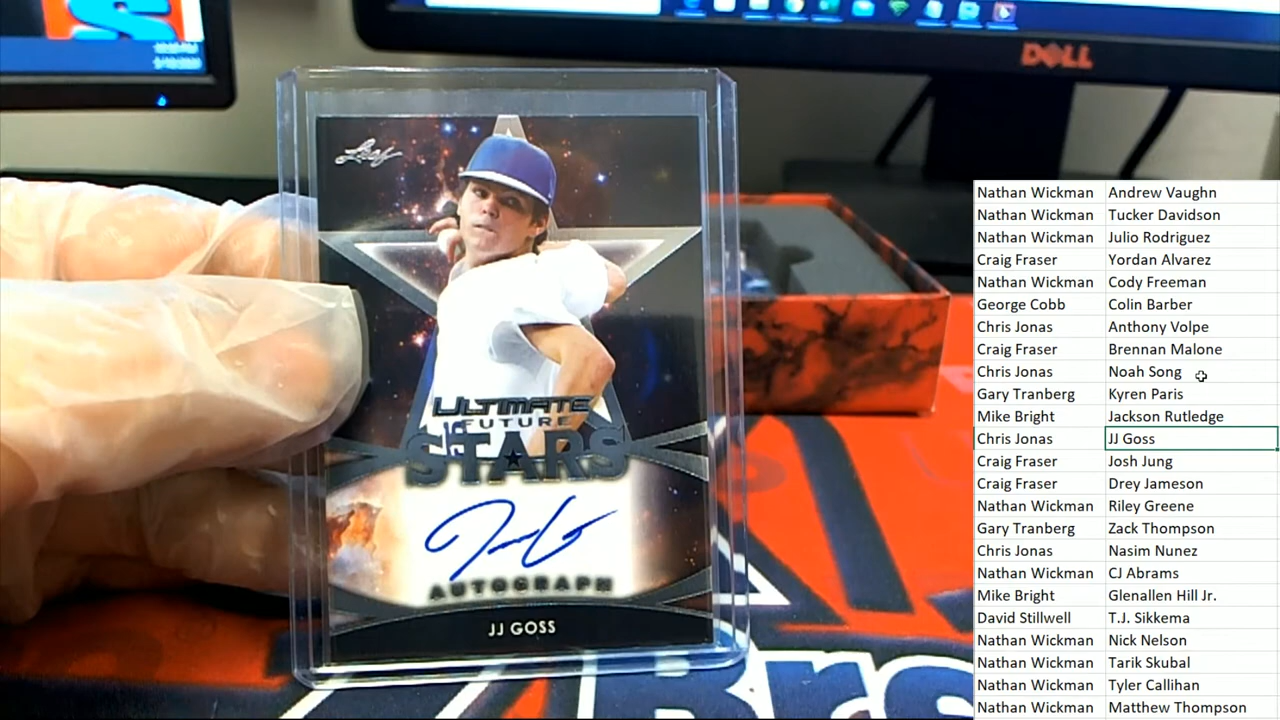 DELL
Leaf
ULTIMATE
FUTURE
STARS
AUTOGRAPH
JJ GOSS
Nathan Wickman Andrew Vaughn
Nathan Wickman Tucker Davidson
Nathan Wickman Julio Rodriguez
Craig Fraser Yordan Alvarez
Nathan Wickman Cody Freeman
George Cobb Colin Barber
Chris Jonas Anthony Volpe
Craig Fraser Brennan Malone
Chris Jonas Noah Song
Gary Tranberg Kyren Paris
Mike Bright Jackson Rutledge
Chris Jonas JJ Goss
Craig Fraser Josh Jung
Craig Fraser Drey Jameson
Nathan Wickman Riley Greene
Gary Tranberg Zack Thompson
Chris Jonas Nasim Nunez
Nathan Wickman CJ Abrams
Mike Bright Glenallen Hill Jr.
David Stillwell T.J. Sikkema
Nathan Wickman Nick Nelson
Nathan Wickman Tarik Skubal
Nathan Wickman Tyler Callihan
Nathan Wickman Matthew Thompson